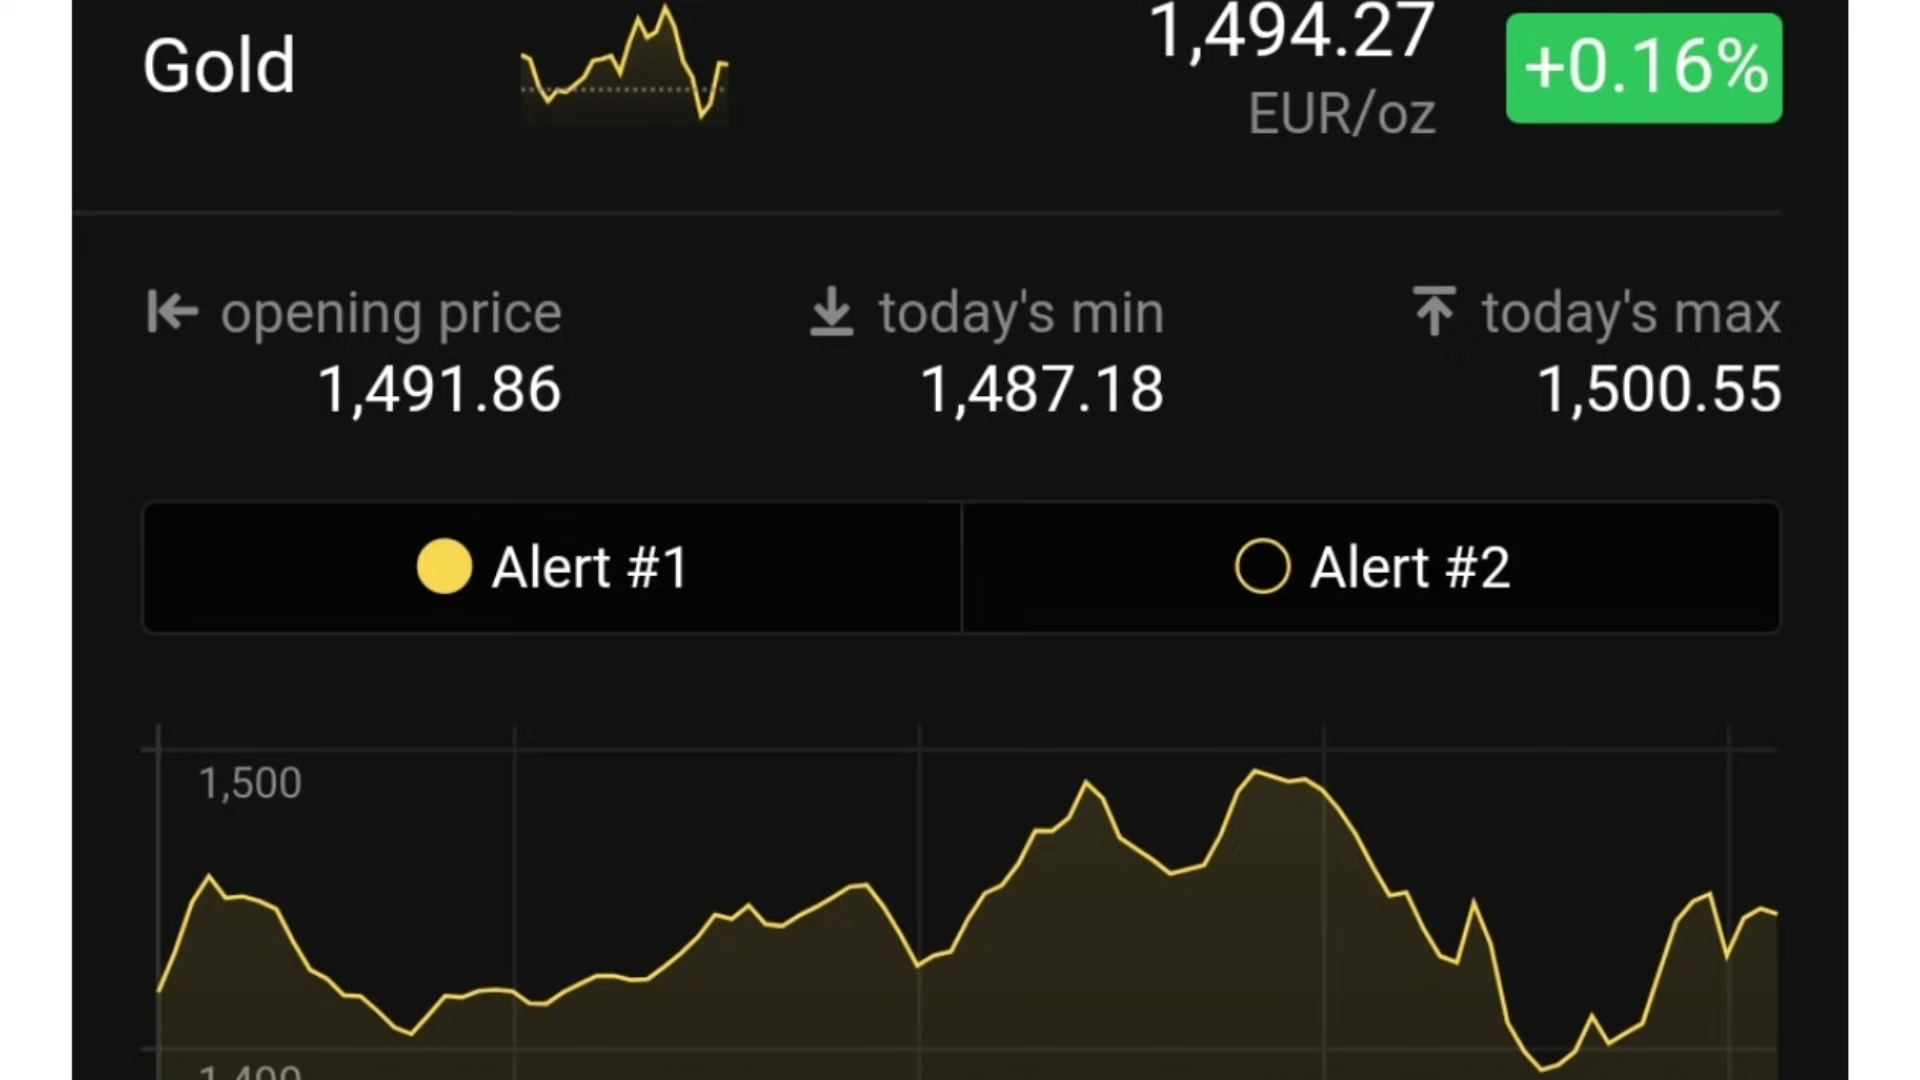 Gold
1,494.27
+0.16%
EUR/oz
opening price
today's min
today's max
1,491.86
1,487.18
1,500.55
Alert #1
Alert #2
1,500